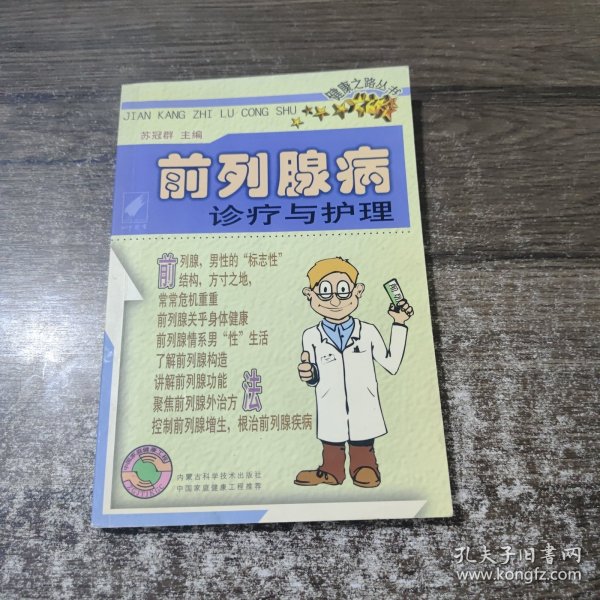 健康之路丛书
JIAN KANG ZHI LU CONG SHU
苏冠群 主编
前列腺病
诊疗与护理
前列腺，男性的“标志性”
结构，方寸之地，
常常危机重重
前列腺关乎身体健康
前列腺情系男“性”生活
了解前列腺构造
讲解前列腺功能
聚焦前列腺外治方法
控制前列腺增生，根治前列腺疾病
内蒙古科学技术出版社
中国家庭健康工程推荐
孔夫子旧书网
www.kongfz.com